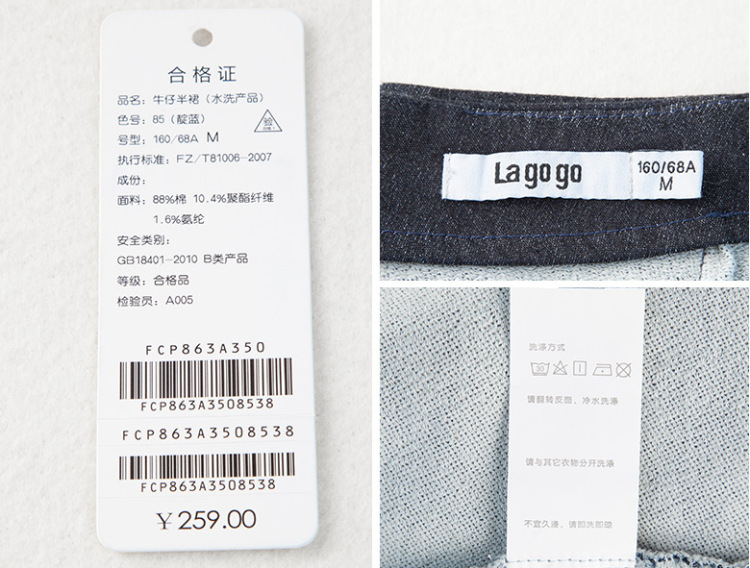 合格证
品名：牛仔半裙（水洗产品）
色号：85（靛蓝）
验
号型：160/68A M
执行标准：FZ/T81006-2007
成份：
面料：88%棉 10.4%聚酯纤维
1.6%氨纶
安全类别：
GB18401-2010 B类产品
等级：合格品
检验员：A005
FCP863A350
FCP863A3508538
FCP863A3508538
FCP863A3508538
¥259.00
Lagogo
160/68A
M
洗涤方式
30
请翻转反面、冷水洗涤
请与其它衣物分开洗涤
不宜久浸，请即洗即晾